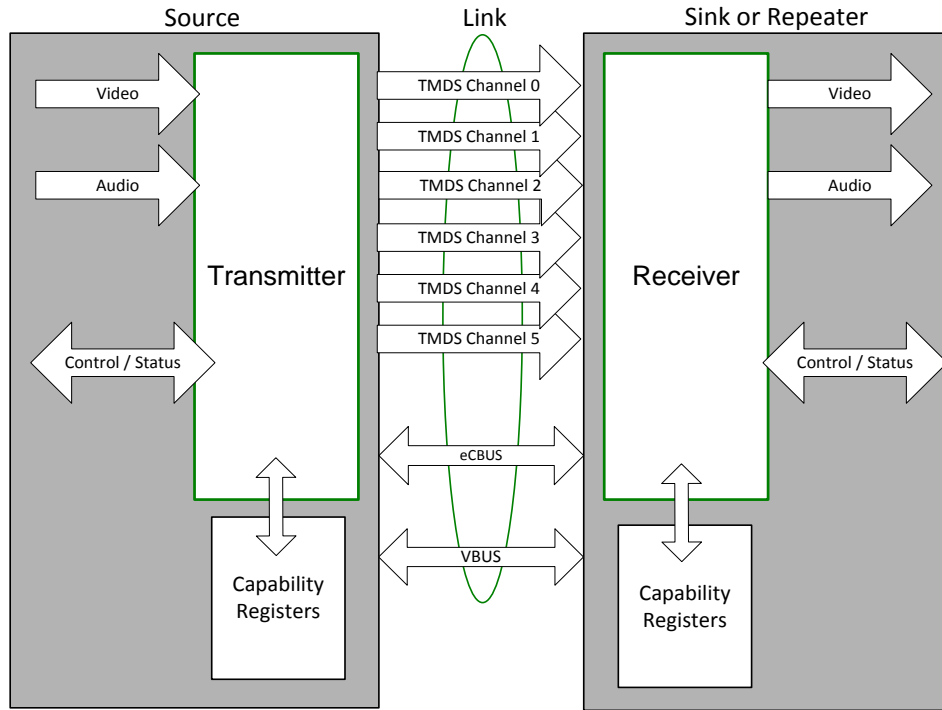 Source
Link
Sink or Repeater
Video
Audio
Transmitter
Control / Status
Capability
Registers
TMDS Channel 0
TMDS Channel 1
TMDS Channel 2
TMDS Channel 3
TMDS Channel 4
TMDS Channel 5
eCBUS
VBUS
Receiver
Video
Audio
Control / Status
Capability
Registers